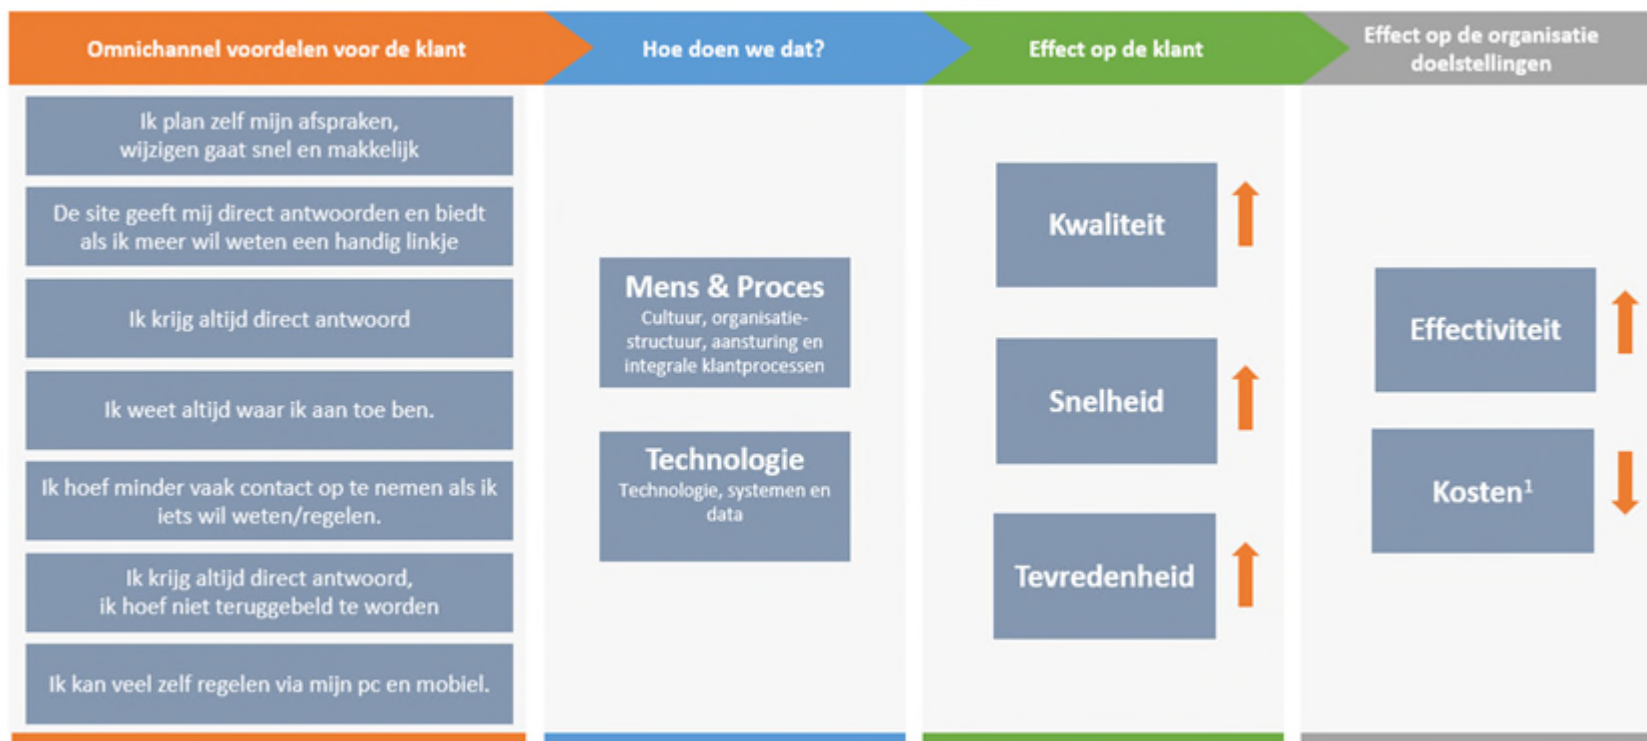 Omnichannel voordelen voor de klant
Hoe doen we dat?
Effect op de klant
Effect op de organisatie
doelstellingen
Ik plan zelf mijn afspraken,
wijzigen gaat snel en makkelijk
De site geeft mij direct antwoorden en biedt
als ik meer wil weten een handig linkje
Ik krijg altijd direct antwoord
Ik weet altijd waar ik aan toe ben.
Ik hoef minder vaak contact op te nemen als ik
iets wil weten/regelen.
Ik krijg altijd direct antwoord,
ik hoef niet teruggebeld te worden
Ik kan veel zelf regelen via mijn pc en mobiel.
Mens & Proces
Cultuur, organisatie-
structuur, aansturing en
integrale klantprocessen
Technologie
Technologie, systemen en
data
Kwaliteit
Snelheid
Tevredenheid
Effectiviteit
Kosten¹